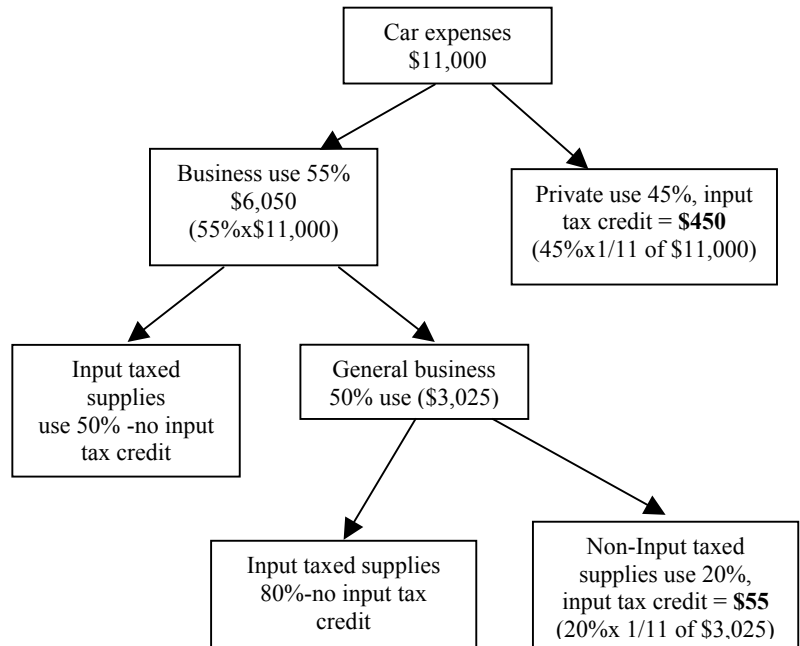 Car expenses
$11,000
Business use 55%
$6,050
(55%x$11,000)
Private use 45%, input
tax credit = $450
(45%x1/11 of $11,000)
Input taxed
supplies
use 50% -no input
tax credit
General business
50% use ($3,025)
Input taxed supplies
80%-no input tax
credit
Non-Input taxed
supplies use 20%,
input tax credit = $55
(20%x 1/11 of $3,025)